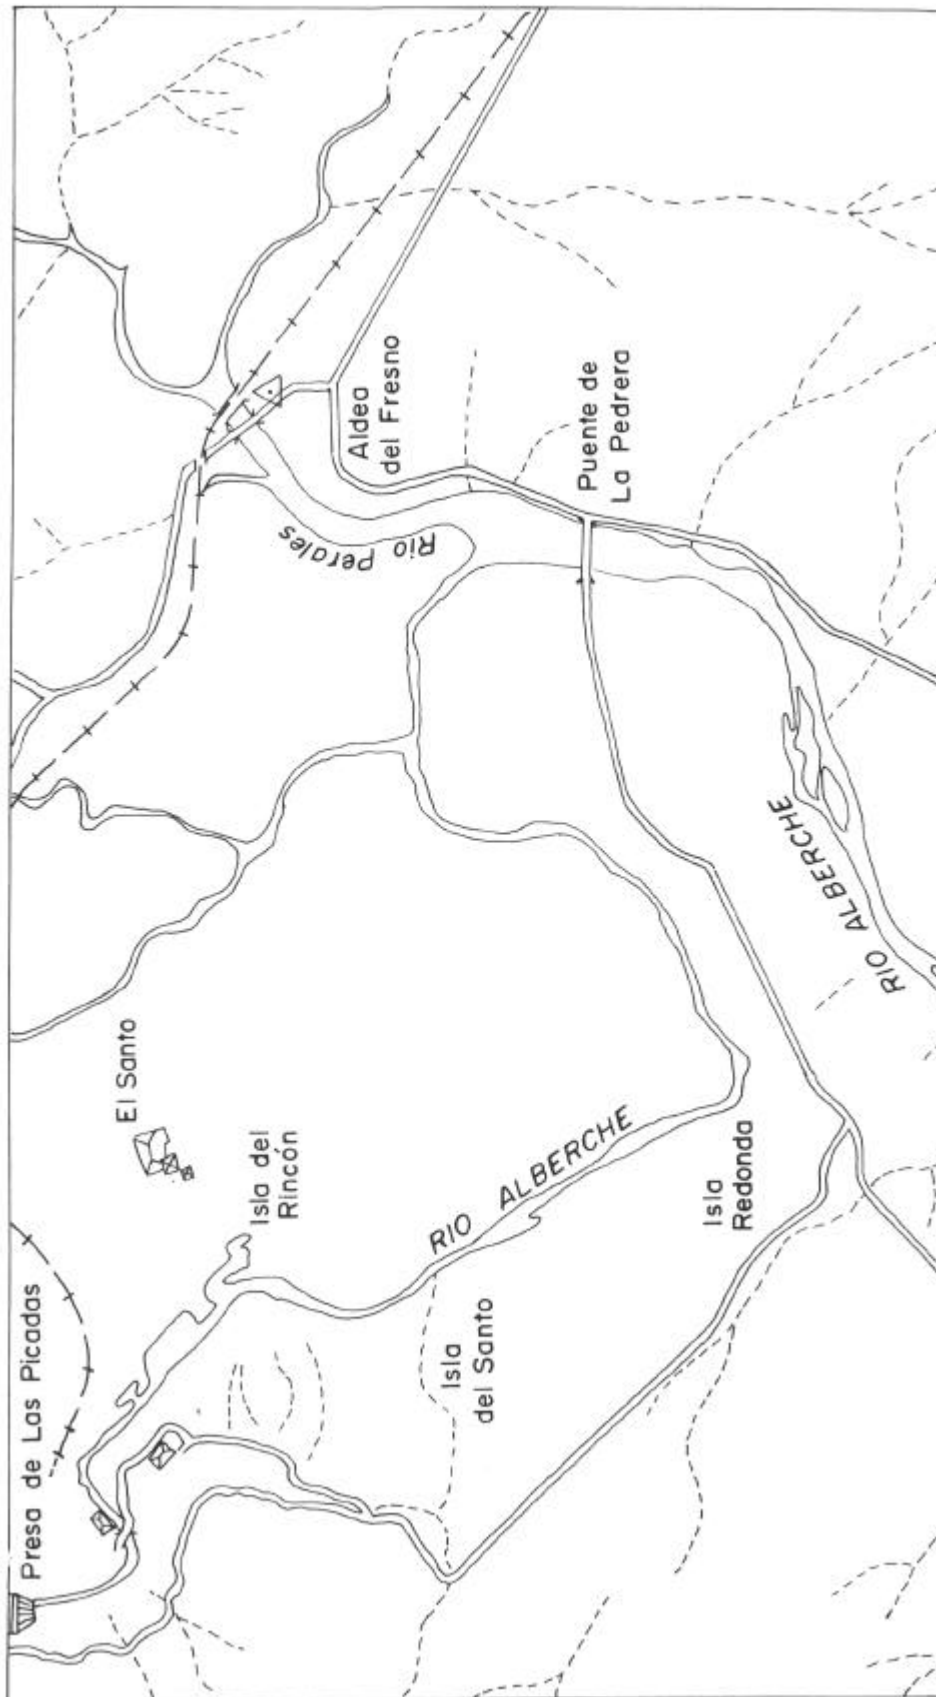 Presa de Las Picadas
El Santo
Isla del
Rincón
RIO ALBERCHE
Isla
del Santo
Isla
Redonda
Rio Perales
Aldea
del Fresno
Puente de
La Pedrera
RIO ALBERCHE